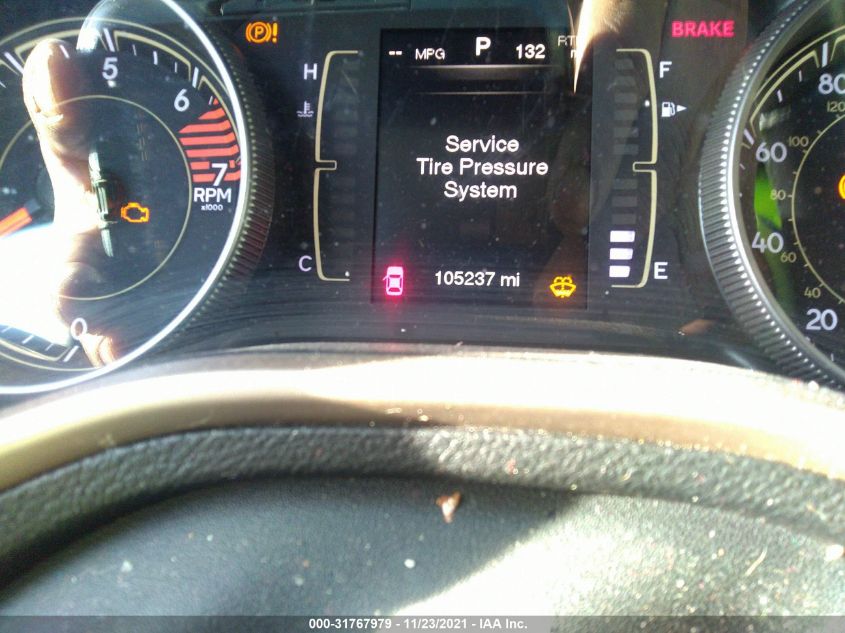 (P)!
BRAKE
-- MPG P 132
H
F
Service
Tire Pressure
System
C
E
105237 mi
5
6
7
RPM
x1000
0
80
120
100
60
80
40
60
40
20
000-31767979 - 11/23/2021 - IAA Inc.